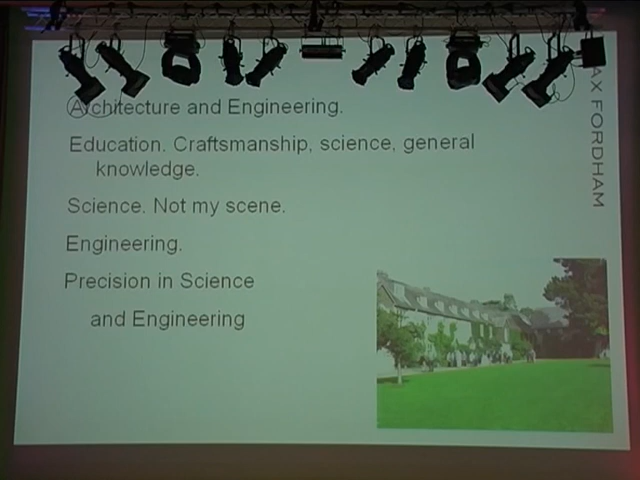 Architecture and Engineering.
Education. Craftsmanship, science, general
knowledge.
Science. Not my scene.
Engineering.
Precision in Science
and Engineering
AX FORDHAM